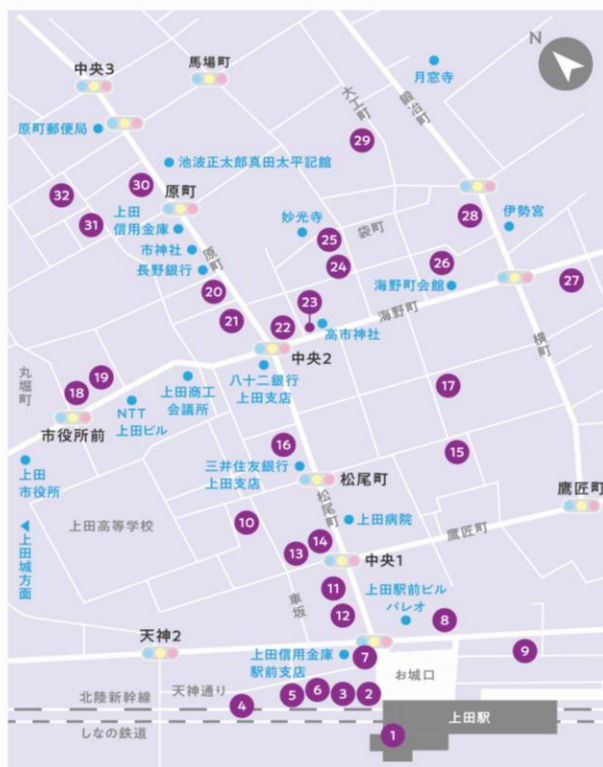 N
中央3
馬場町
月窓寺
大工町
鍛冶町
原町郵便局
29
池波正太郎真田太平記館
30
32
原町
31
上田
信用金庫
妙光寺
袋町
28
伊勢宮
25
市神社
原町
長野銀行
24
26
海野町会館
27
20
23
海野町
21
22
高市神社
横町
中央2
丸堀町
19
18
八十二銀行
上田支店
上田商工
会議所
17
NTT
上田ビル
市役所前
16
15
上田
市役所
三井住友銀行
上田支店
松尾町
鷹匠町
松尾町
上田高等学校
10
上田病院
鷹匠町
◀上田城方面
14
13
中央1
11
車坂
12
上田駅前ビル
パレオ
8
天神2
上田信用金庫
駅前支店
7
9
お城口
天神通り
北陸新幹線
5
6
3
2
4
上田駅
しなの鉄道
1